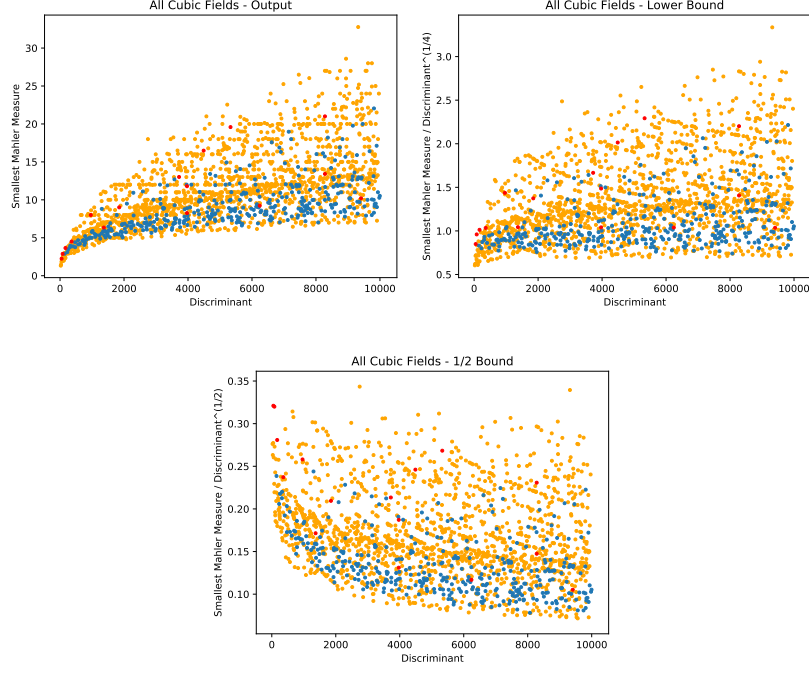 All Cubic Fields - Output
Smallest Mahler Measure
30
25
20
15
10
5
0
0 2000 4000 6000 8000 10000
Discriminant
All Cubic Fields - Lower Bound
Smallest Mahler Measure / Discriminant^(1/4)
3.0
2.5
2.0
1.5
1.0
0.5
0 2000 4000 6000 8000 10000
Discriminant
All Cubic Fields - 1/2 Bound
Smallest Mahler Measure / Discriminant^(1/2)
0.35
0.30
0.25
0.20
0.15
0.10
0 2000 4000 6000 8000 10000
Discriminant